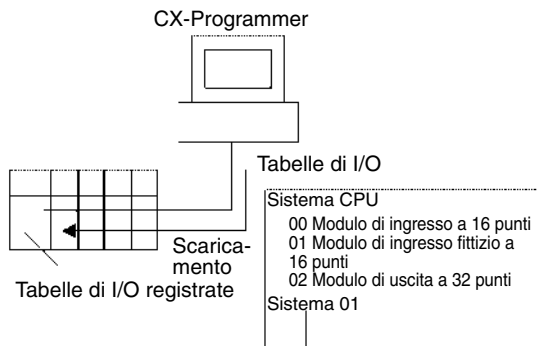 CX-Programmer
Tabelle di I/O
Sistema CPU
00 Modulo di ingresso a 16 punti
01 Modulo di ingresso fittizio a
16 punti
02 Modulo di uscita a 32 punti
Sistema 01
Scarica-
mento
Tabelle di I/O registrate